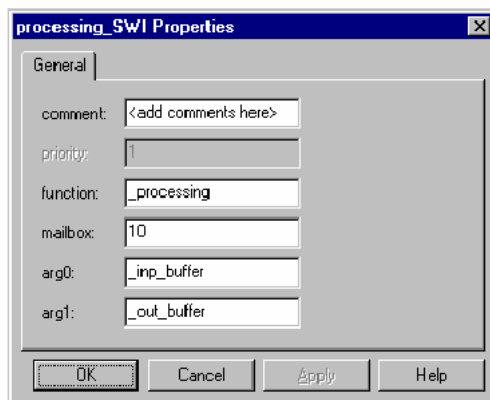 processing_SWI Properties
General
comment: <add comments here>
priority: 1
function: _processing
mailbox: 10
arg0: _inp_buffer
arg1: _out_buffer
OK Cancel Apply Help